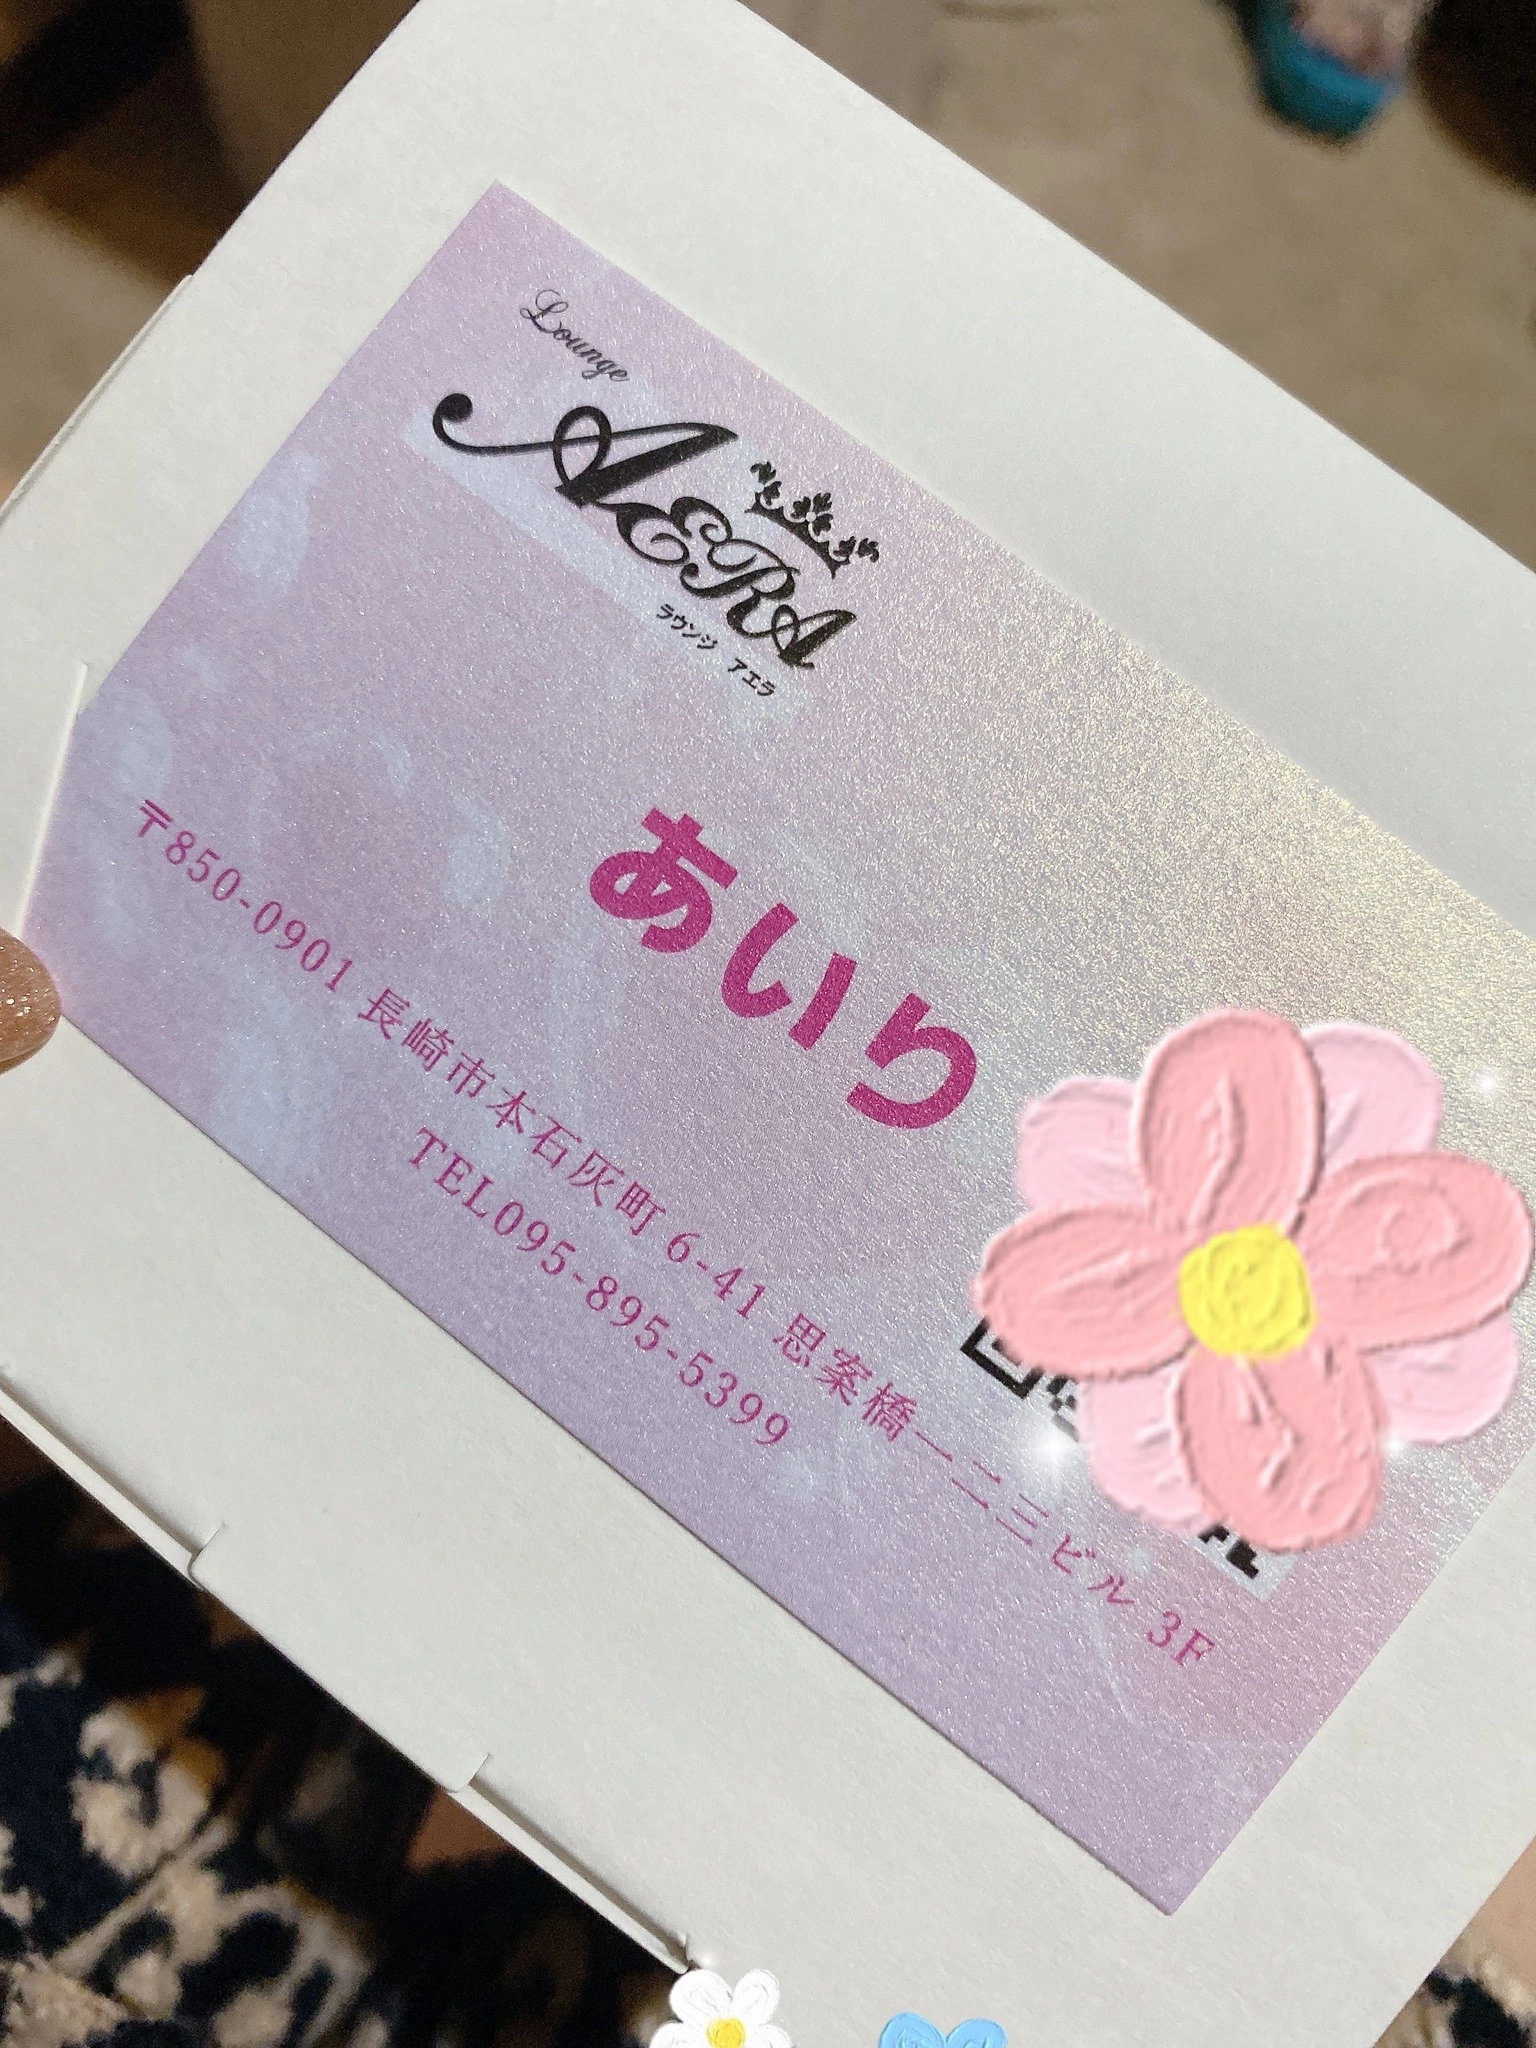 Lounge
AERA
ラウンジ アエラ
あいり
〒850-0901 長崎市本石灰町 6-41 思案橋一二三ビル 3F
TEL095-895-5399